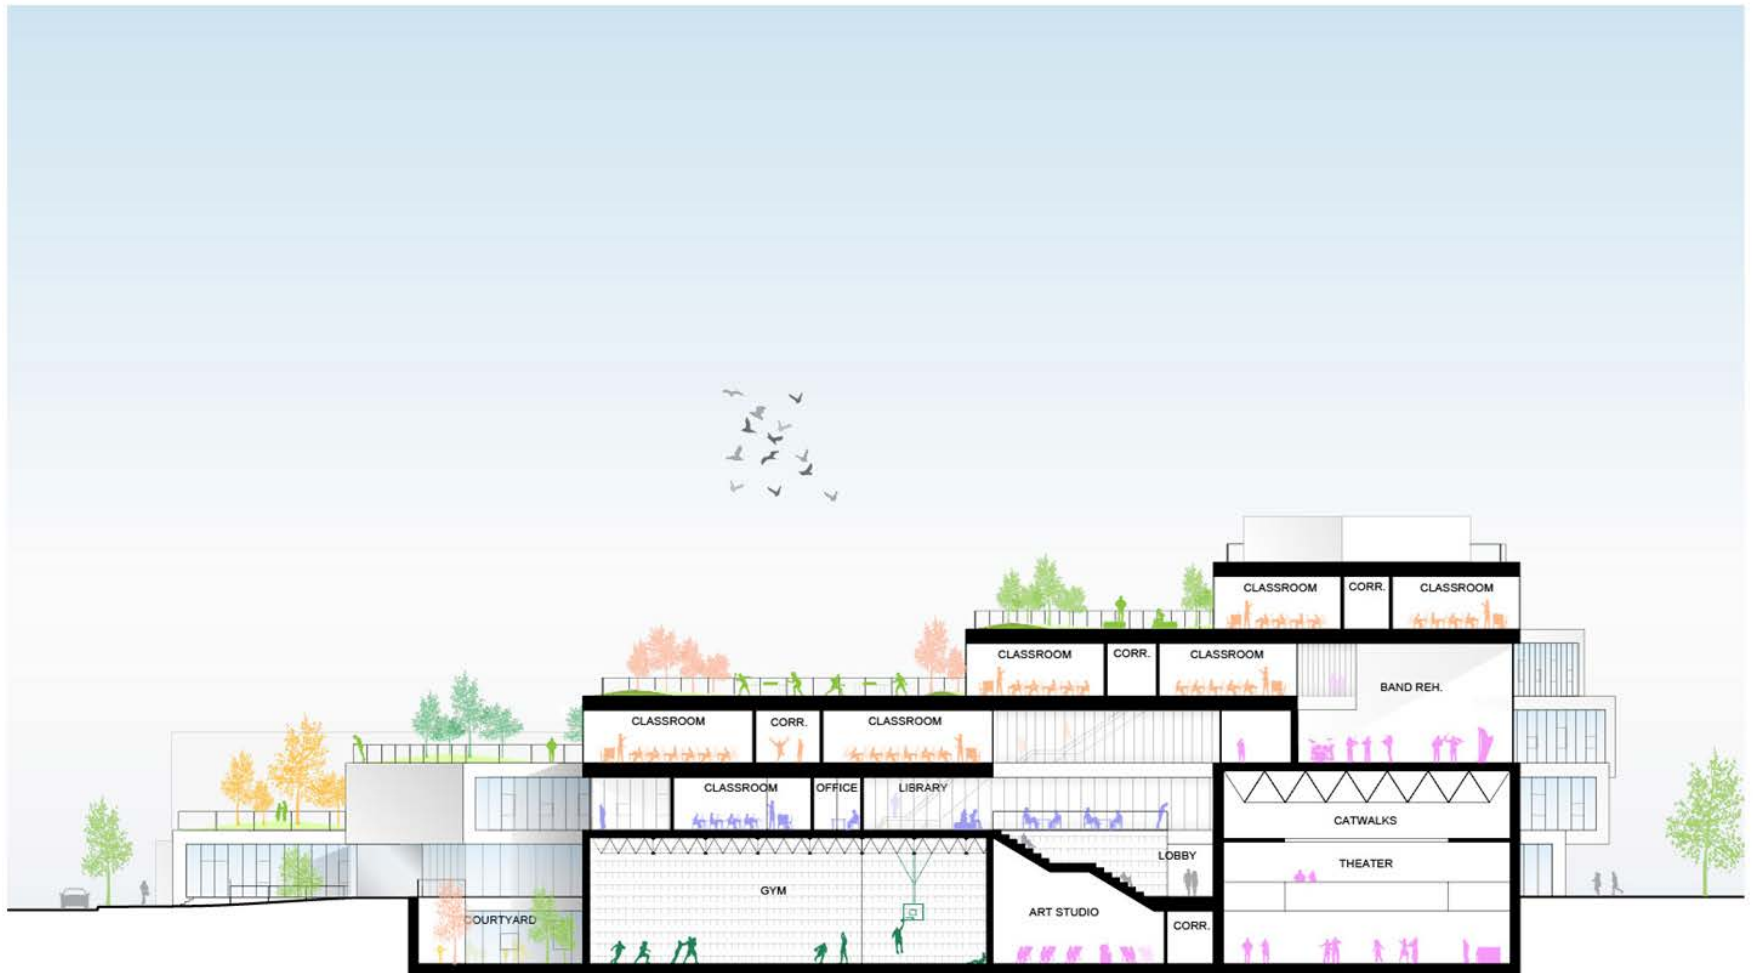 CLASSROOM CORR. CLASSROOM
CLASSROOM CORR. CLASSROOM
BAND REH.
CLASSROOM CORR. CLASSROOM
CLASSROOM OFFICE LIBRARY
CATWALKS
LOBBY
THEATER
GYM
ART STUDIO
COURTYARD
CORR.